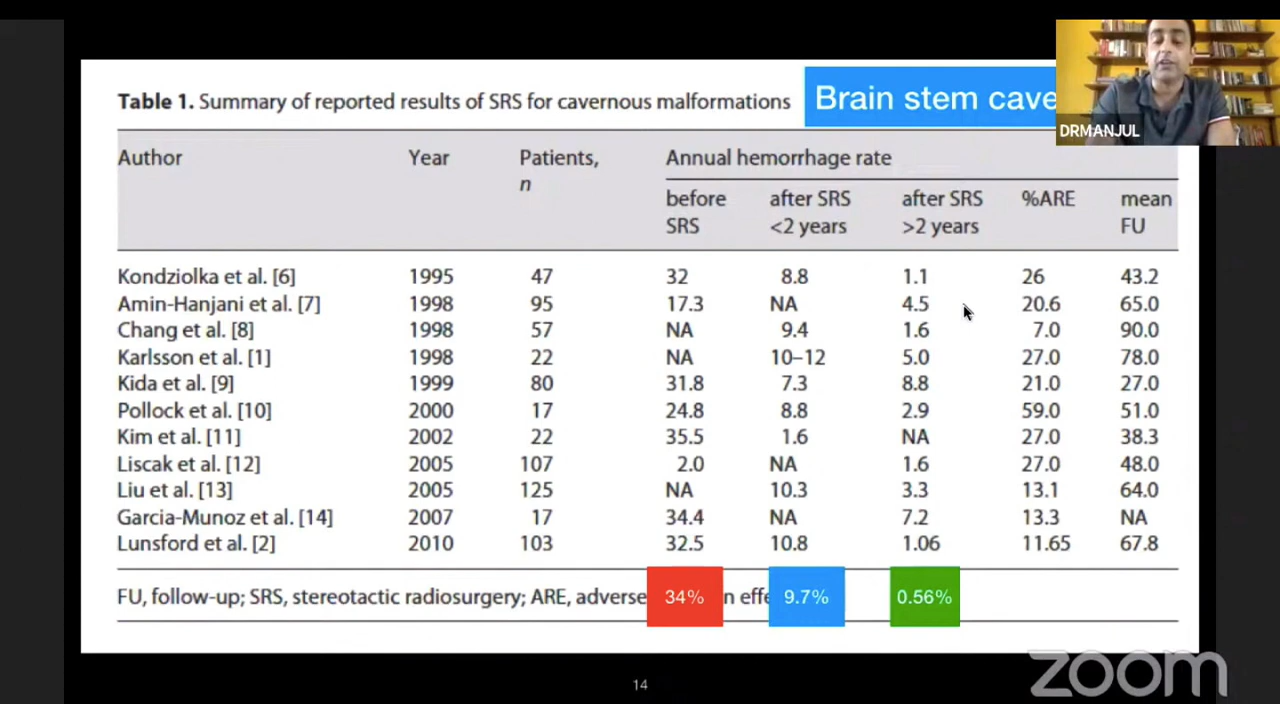 Table 1. Summary of reported results of SRS for cavernous malformations
Brain stem cave
DRMANJUL
Author Year Patients, n Annual hemorrhage rate
before SRS after SRS <2 years after SRS >2 years %ARE mean FU
Kondziolka et al. [6] 1995 47 32 8.8 1.1 26 43.2
Amin-Hanjani et al. [7] 1998 95 17.3 NA 4.5 20.6 65.0
Chang et al. [8] 1998 57 NA 9.4 1.6 7.0 90.0
Karlsson et al. [1] 1998 22 NA 10–12 5.0 27.0 78.0
Kida et al. [9] 1999 80 31.8 7.3 8.8 21.0 27.0
Pollock et al. [10] 2000 17 24.8 8.8 2.9 59.0 51.0
Kim et al. [11] 2002 22 35.5 1.6 NA 27.0 38.3
Liscak et al. [12] 2005 107 2.0 NA 1.6 27.0 48.0
Liu et al. [13] 2005 125 NA 10.3 3.3 13.1 64.0
Garcia-Munoz et al. [14] 2007 17 34.4 NA 7.2 13.3 NA
Lunsford et al. [2] 2010 103 32.5 10.8 1.06 11.65 67.8
FU, follow-up; SRS, stereotactic radiosurgery; ARE, adverse 34% n effe 9.7% 0.56%
14
zoom